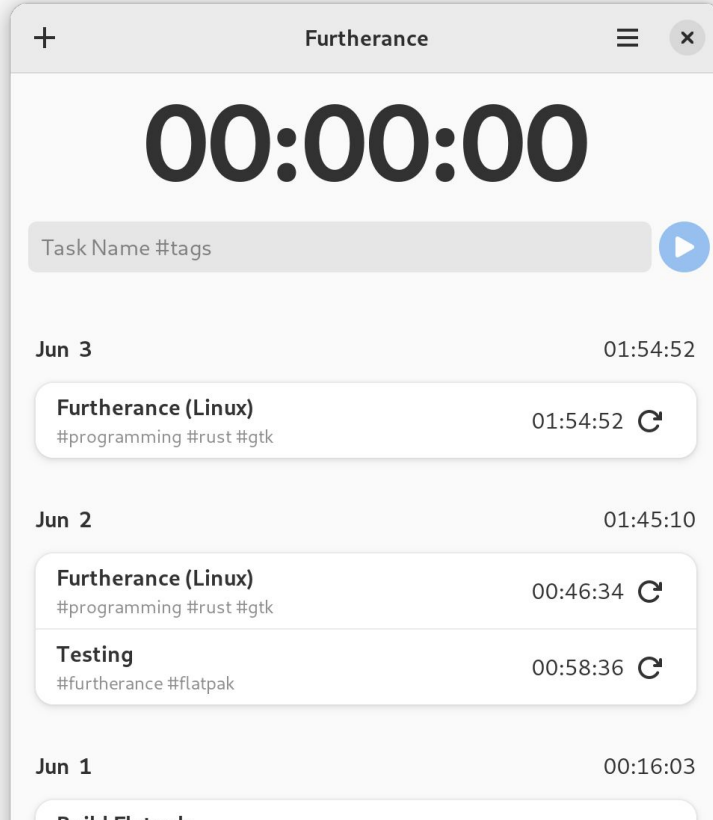 Furtherance
00:00:00
Task Name #tags
Jun 3 01:54:52
Furtherance (Linux) 01:54:52
#programming #rust #gtk
Jun 2 01:45:10
Furtherance (Linux) 00:46:34
#programming #rust #gtk
Testing 00:58:36
#furtherance #flatpak
Jun 1 00:16:03